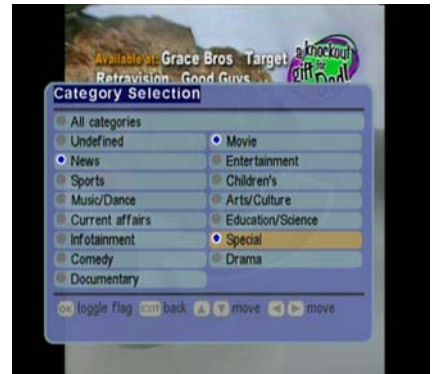 Available at: Grace Bros Target
Retravision Good Guys
a knockout
gift for
Dad!
Category Selection
All categories
Undefined
Movie
News
Entertainment
Sports
Children's
Music/Dance
Arts/Culture
Current affairs
Education/Science
Infotainment
Special
Comedy
Drama
Documentary
OK toggle flag EXIT back move move